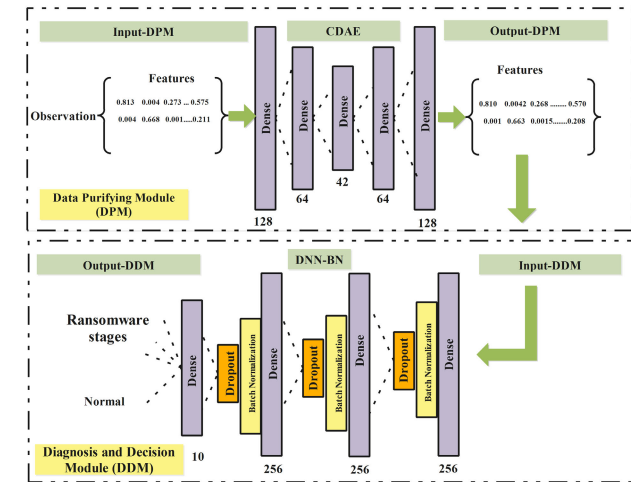 Input-DPM
CDAE
Output-DPM
Features
0.813 0.004 0.273 ... 0.575
Observation
0.004 0.668 0.001.....0.211
Dense
Dense
Dense
Dense
Dense
Features
0.810 0.0042 0.268 ......... 0.570
0.001 0.663 0.0015........0.208
128
64
42
64
128
Data Purifying Module
(DPM)
Output-DDM
DNN-BN
Input-DDM
Ransomware
stages
Normal
Dense
Dropout
Batch Normalization
Dense
Dropout
Batch Normalization
Dense
Dropout
Batch Normalization
Dense
10
256
256
256
Diagnosis and Decision
Module (DDM)